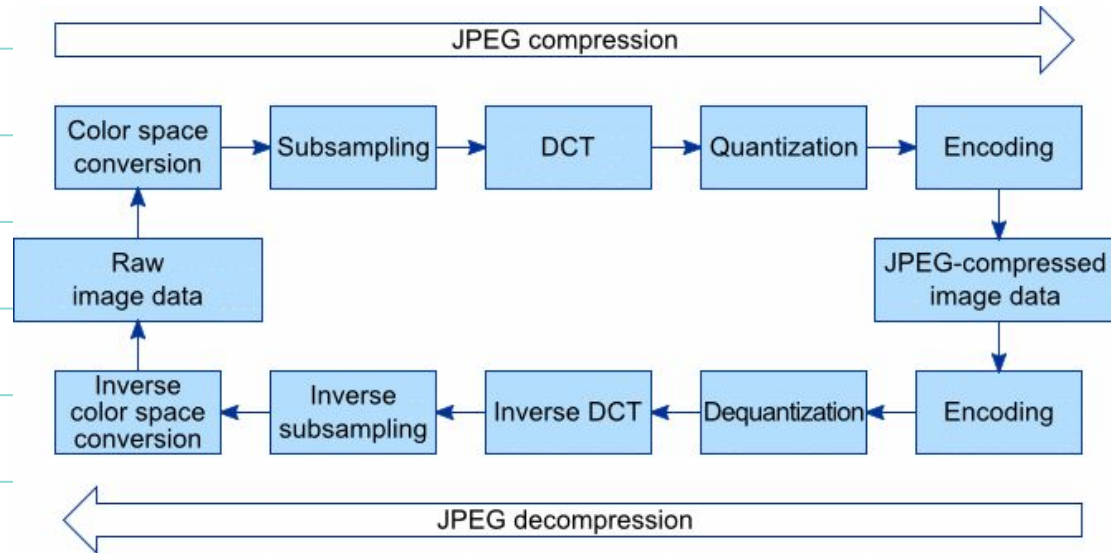 JPEG compression
Color space
conversion
Subsampling
DCT
Quantization
Encoding
Raw
image data
JPEG-compressed
image data
Inverse
color space
conversion
Inverse
subsampling
Inverse DCT
Dequantization
Encoding
JPEG decompression